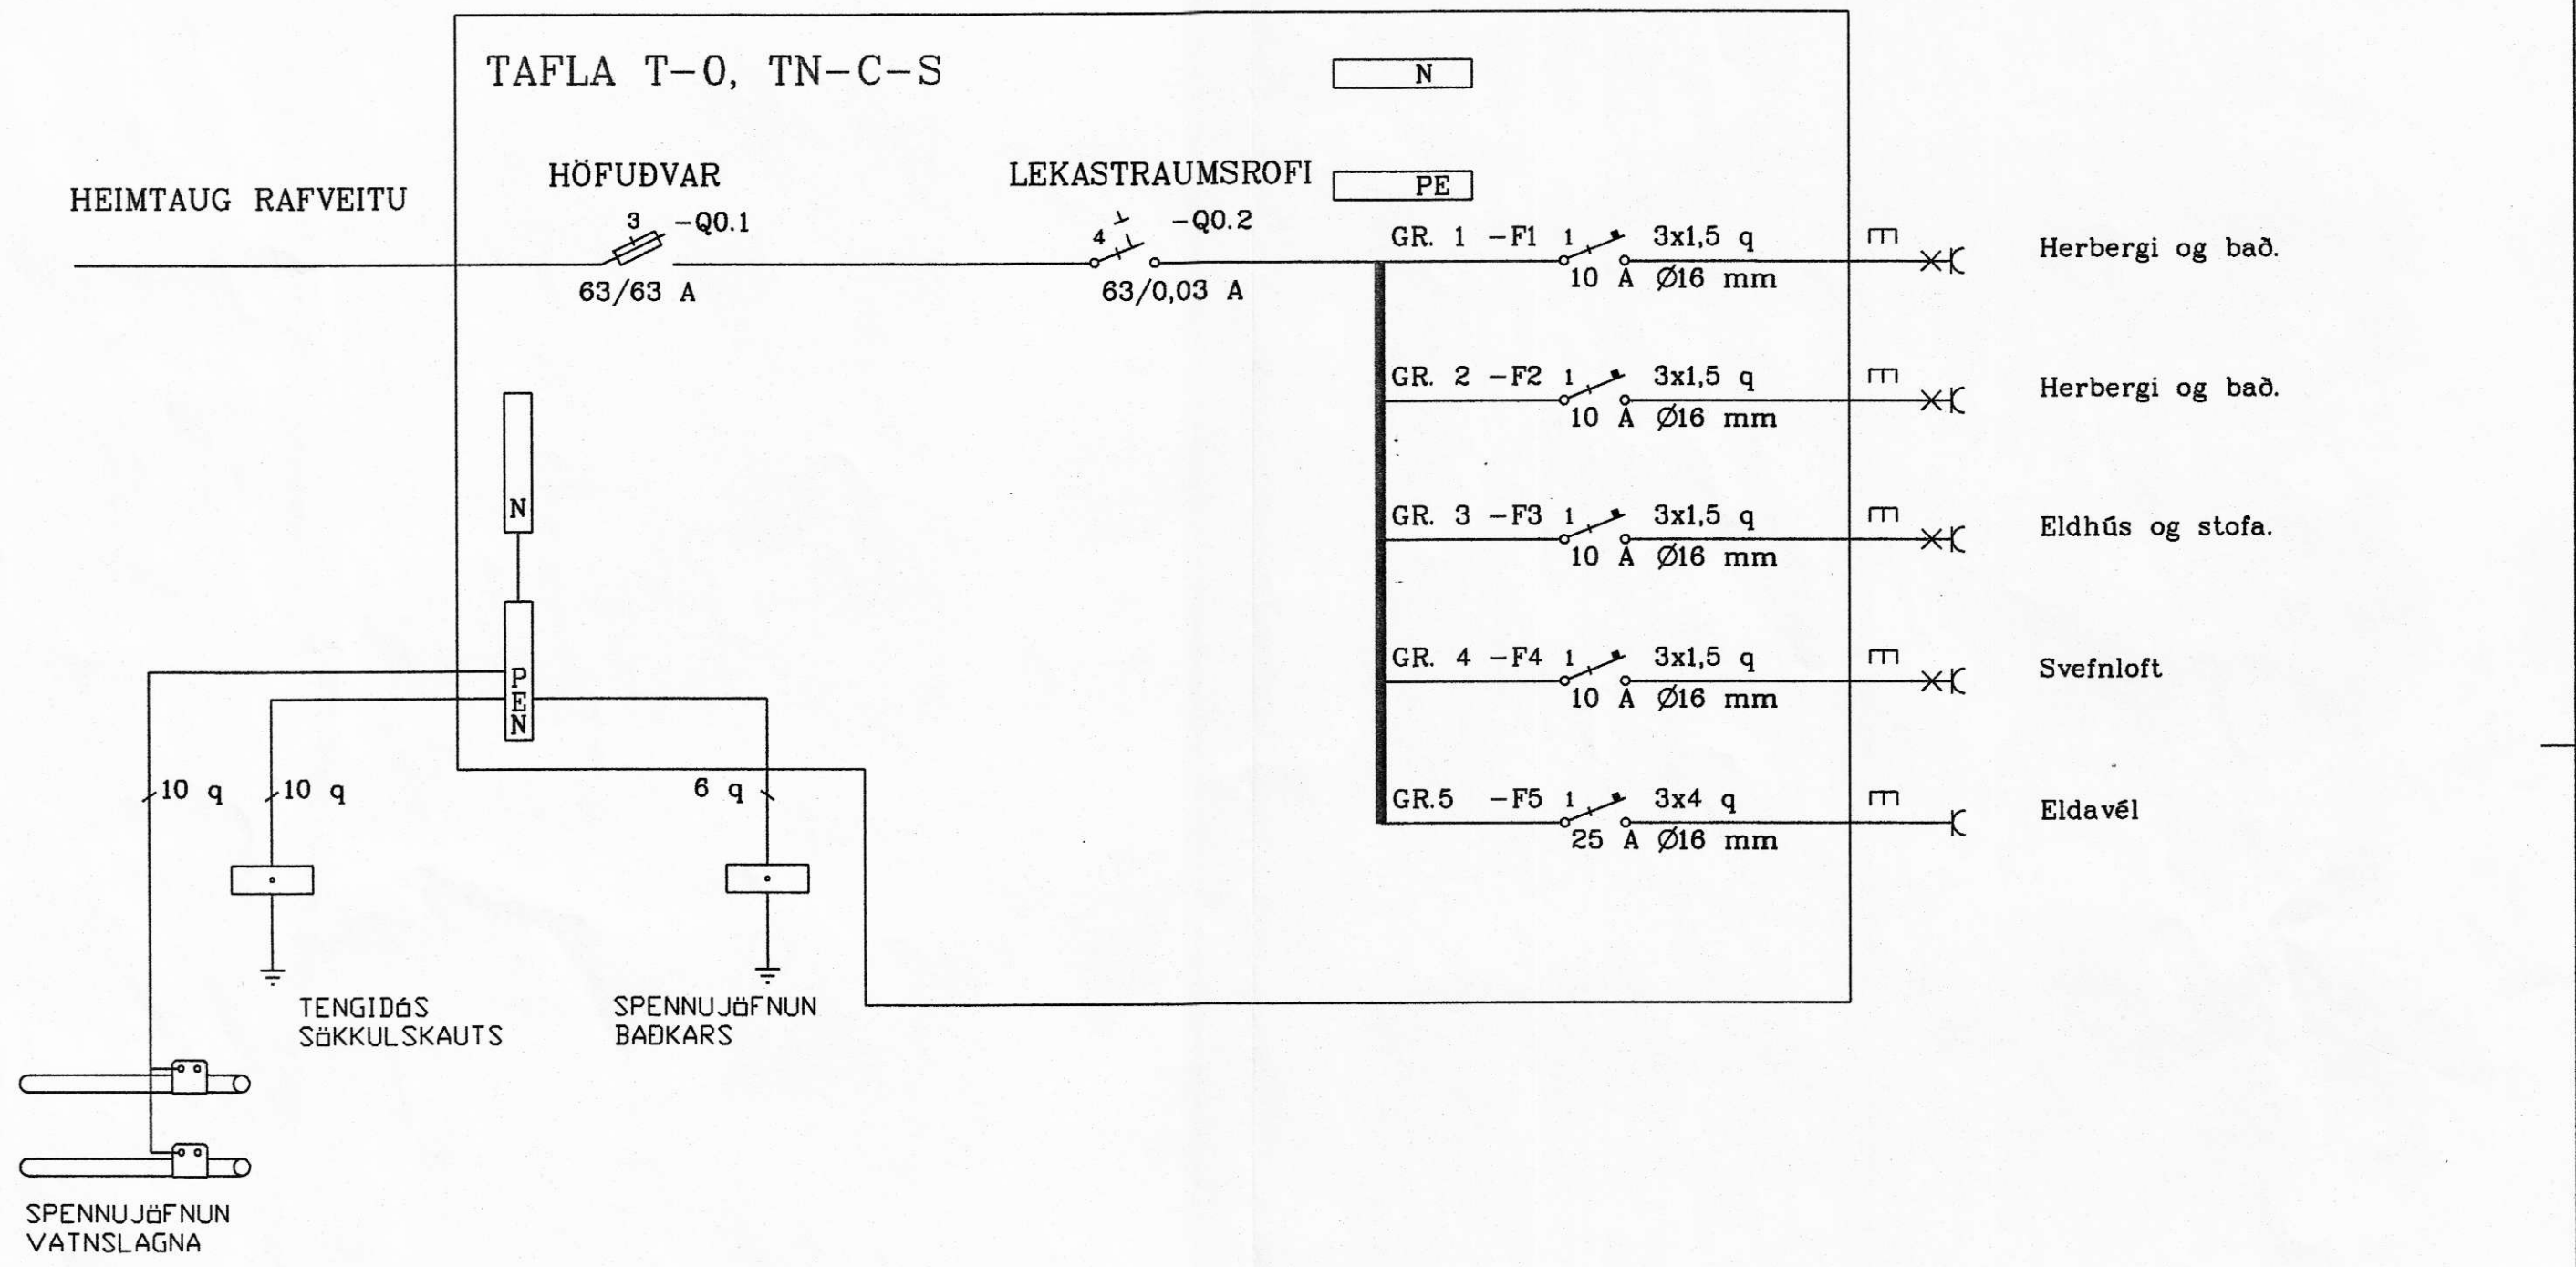 TAFLA T-0, TN-C-S
N
HEIMTAUG RAFVEITU
HÖFUÐVAR
3 -Q0.1
63/63 A
LEKASTRAUMSROFI
4 -Q0.2
63/0,03 A
PE
GR. 1 -F1 1 3x1,5 q
10 A Ø16 mm
Herbergi og bað.
GR. 2 -F2 1 3x1,5 q
10 A Ø16 mm
Herbergi og bað.
GR. 3 -F3 1 3x1,5 q
10 A Ø16 mm
Eldhús og stofa.
GR. 4 -F4 1 3x1,5 q
10 A Ø16 mm
Svefnloft
GR.5 -F5 1 3x4 q
25 A Ø16 mm
Eldavél
N
PEN
10 q
10 q
6 q
TENGIDóS
SöKKULSKAUTS
SPENNUJöFNUN
BAÐKARS
SPENNUJöFNUN
VATNSLAGNA